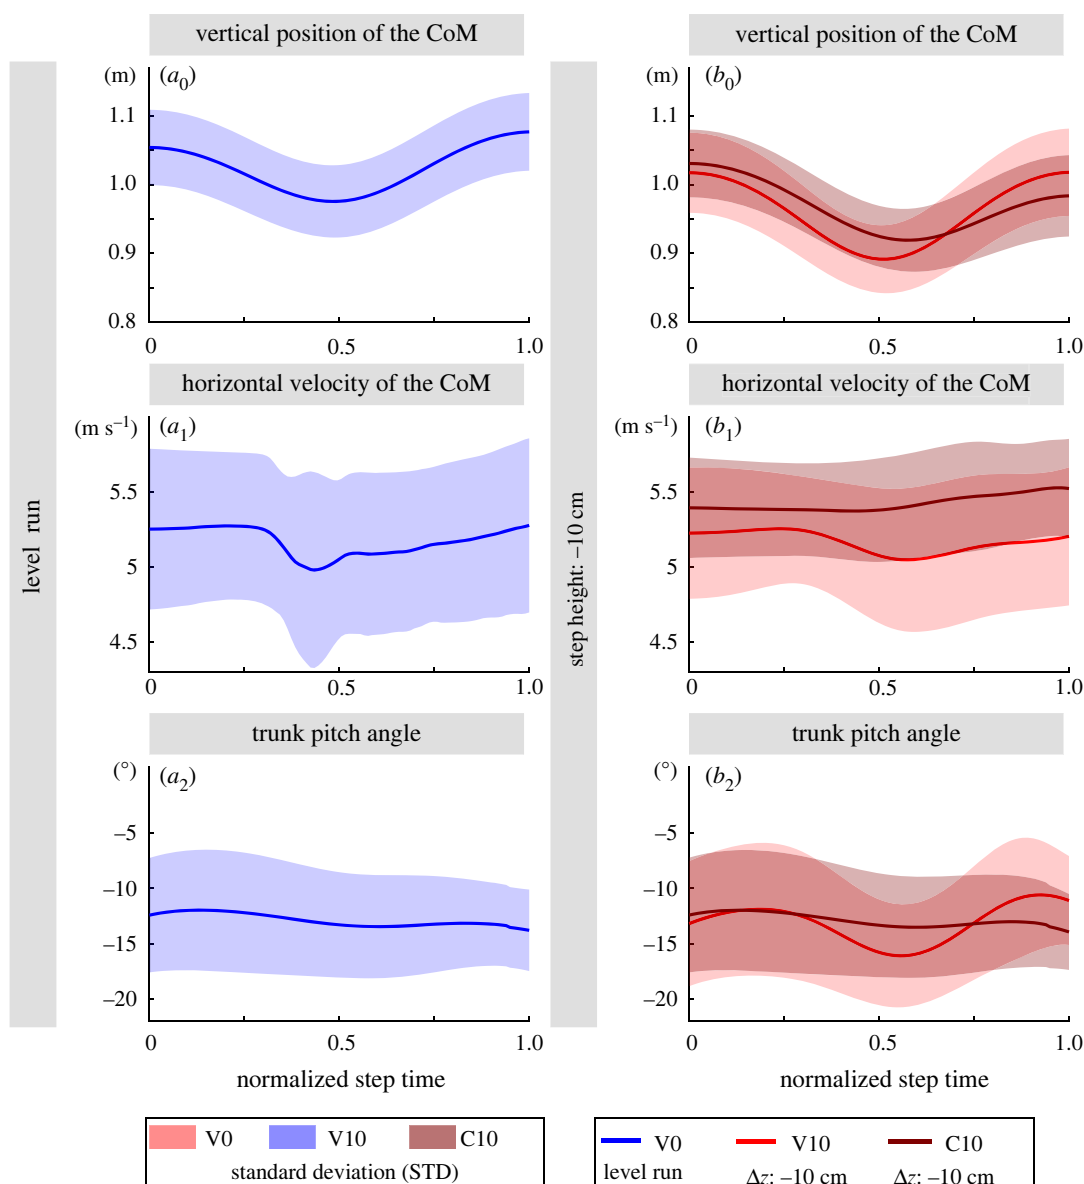 vertical position of the CoM
(m)
(a0)
1.1
1.0
0.9
0.8
0
0.5
1.0
vertical position of the CoM
(m)
(b0)
1.1
1.0
0.9
0.8
0
0.5
1.0
level run
step height: –10 cm
horizontal velocity of the CoM
(m s–1)
(a1)
5.5
5
4.5
0
0.5
1.0
horizontal velocity of the CoM
(m s–1)
(b1)
5.5
5
4.5
0
0.5
1.0
trunk pitch angle
(°)
(a2)
–5
–10
–15
–20
0
0.5
1.0
normalized step time
trunk pitch angle
(°)
(b2)
–5
–10
–15
–20
0
0.5
1.0
normalized step time
V0 V10 C10
standard deviation (STD)
V0 V10 C10
level run Δz: –10 cm Δz: –10 cm